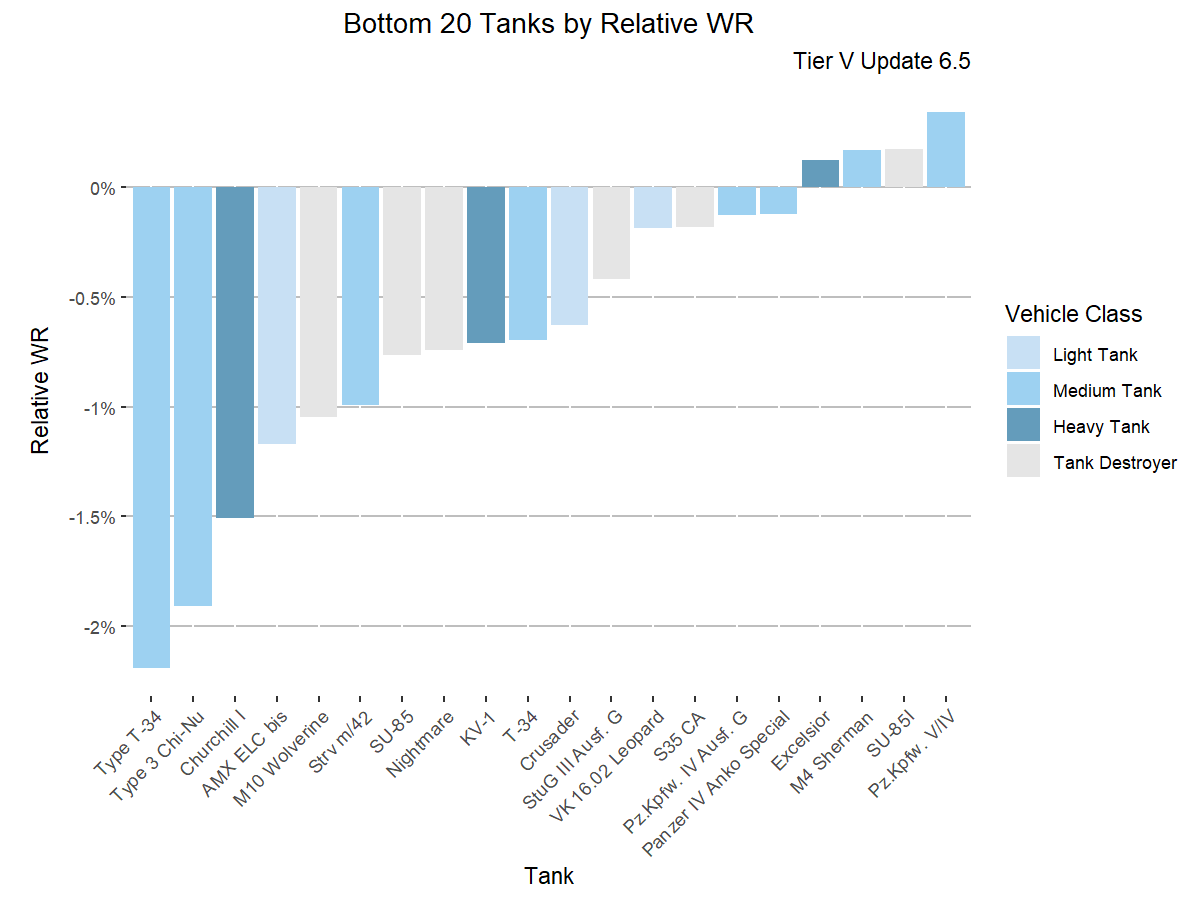 Bottom 20 Tanks by Relative WR
Tier V Update 6.5
Relative WR
0%
-0.5%
-1%
-1.5%
-2%
Type T-34
Type 3 Chi-Nu
Churchill I
AMX ELC bis
M10 Wolverine
Strv m/42
SU-85
Nightmare
KV-1
T-34
Crusader
StuG III Ausf. G
VK 16.02 Leopard
S35 CA
Pz.Kpfw. IV Ausf. G
Panzer IV Anko Special
Excelsior
M4 Sherman
SU-85I
Pz.Kpfw. V/IV
Tank
Vehicle Class
Light Tank
Medium Tank
Heavy Tank
Tank Destroyer